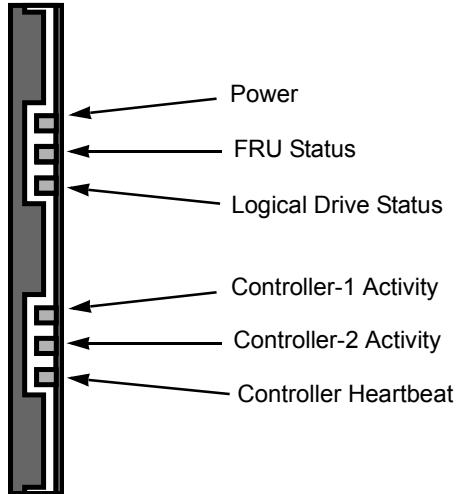 Power
FRU Status
Logical Drive Status
Controller-1 Activity
Controller-2 Activity
Controller Heartbeat